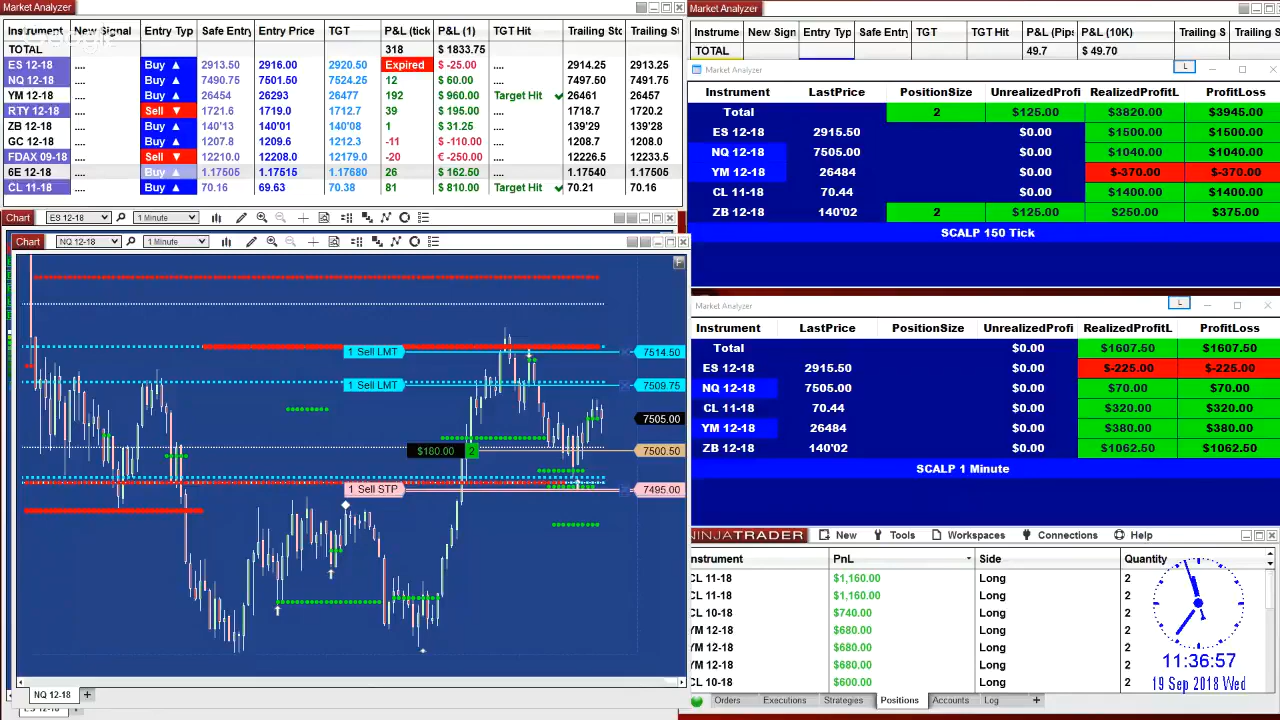 Market Analyzer
Instrument New Signal Entry Typ Safe Entry Entry Price TGT P&L (tick P&L (1) TGT Hit Trailing Sto Trailing S
TOTAL 318 $ 1833.75
ES 12-18 .... Buy ▲ 2913.50 2916.00 2920.50 Expired $ -25.00 .... 2914.25 2913.25
NQ 12-18 .... Buy ▲ 7490.75 7501.50 7524.25 12 $ 60.00 .... 7497.50 7491.75
YM 12-18 .... Buy ▲ 26454 26293 26477 192 $ 960.00 Target Hit ✔ 26461 26457
RTY 12-18 .... Sell ▼ 1721.6 1719.0 1712.7 39 $ 195.00 .... 1718.7 1720.2
ZB 12-18 .... Buy ▲ 140'13 140'01 140'08 1 $ 31.25 .... 139'29 139'28
GC 12-18 .... Buy ▲ 1207.8 1209.6 1212.3 -11 $ -110.00 .... 1208.7 1208.0
FDAX 09-18 .... Sell ▼ 12210.0 12208.0 12179.0 -20 € -250.00 .... 12226.5 12233.5
6E 12-18 .... Buy ▲ 1.17505 1.17515 1.17680 26 $ 162.50 .... 1.17540 1.17505
CL 11-18 .... Buy ▲ 70.16 69.63 70.38 81 $ 810.00 Target Hit ✔ 70.21 70.16
Chart ES 12-18 1 Minute
Chart NQ 12-18 1 Minute
F
1 Sell LMT 7514.50
1 Sell LMT 7509.75
7505.00
$180.00 2 7500.50
1 Sell STP 7495.00
NQ 12-18 +
Market Analyzer
Instrume New Sign Entry Typ Safe Entry TGT TGT Hit P&L (Pips P&L (10K) Trailing S Trailing S
TOTAL 49.7 $ 49.70
Market Analyzer L
Instrument LastPrice PositionSize UnrealizedProfi RealizedProfitL ProfitLoss
Total 2 $125.00 $3820.00 $3945.00
ES 12-18 2915.50 $0.00 $1500.00 $1500.00
NQ 12-18 7505.00 $0.00 $1040.00 $1040.00
YM 12-18 26484 $0.00 $-370.00 $-370.00
CL 11-18 70.44 $0.00 $1400.00 $1400.00
ZB 12-18 140'02 2 $125.00 $250.00 $375.00
SCALP 150 Tick
Market Analyzer L
Instrument LastPrice PositionSize UnrealizedProfi RealizedProfitL ProfitLoss
Total $0.00 $1607.50 $1607.50
ES 12-18 2915.50 $0.00 $-225.00 $-225.00
NQ 12-18 7505.00 $0.00 $70.00 $70.00
CL 11-18 70.44 $0.00 $320.00 $320.00
YM 12-18 26484 $0.00 $380.00 $380.00
ZB 12-18 140'02 $0.00 $1062.50 $1062.50
SCALP 1 Minute
NINJATRADER New Tools Workspaces Connections Help
Instrument PnL Side Quantity
CL 11-18 $1,160.00 Long 2
CL 11-18 $1,160.00 Long 2
CL 10-18 $740.00 Long 2
YM 12-18 $680.00 Long 2
YM 12-18 $680.00 Long 2
YM 12-18 $680.00 Long 2
CL 10-18 $600.00 Long 2
11:36:57
19 Sep 2018 Wed
Orders Executions Strategies Positions Accounts Log +